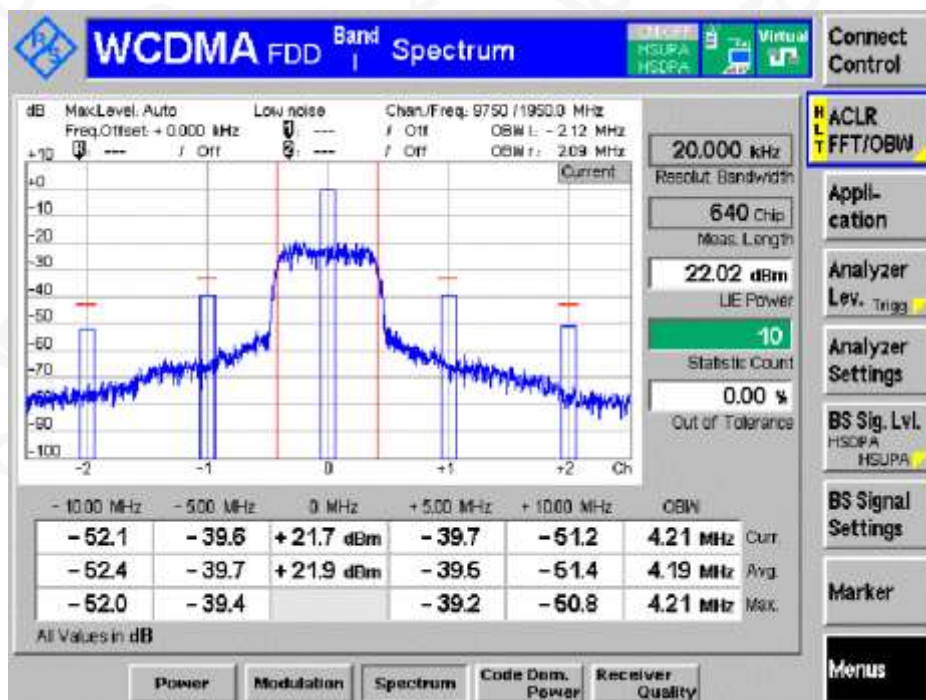 WCDMA FDD Band I Spectrum
HSUPA
HSDPA
Virtual
Connect Control
dB Max.Level: Auto Low noise Chan./Freq.: 9750 / 1950.0 MHz
Freq.Offset: + 0.000 kHz --- / Off OBW l: - 2.12 MHz
--- / Off --- / Off OBW r: 2.09 MHz
Current
+10
+0
-10
-20
-30
-40
-50
-60
-70
-90
-100
-2 -1 0 +1 +2 Ch
20.000 kHz
Resolut. Bandwidth
640 Chip
Meas. Length
22.02 dBm
UE Power
10
Statistic Count
0.00 %
Out of Tolerance
- 10.00 MHz - 5.00 MHz 0 MHz + 5.00 MHz + 10.00 MHz OBW
- 52.1 - 39.6 + 21.7 dBm - 39.7 - 51.2 4.21 MHz Curr.
- 52.4 - 39.7 + 21.9 dBm - 39.5 - 51.4 4.19 MHz Avg.
- 52.0 - 39.4 - 39.2 - 50.8 4.21 MHz Max.
All Values in dB
Power
Modulation
Spectrum
Code Dom. Power
Receiver Quality
HLT
ACLR
FFT/OBW
Appli-
cation
Analyzer
Lev. Trigg
Analyzer
Settings
BS Sig. Lvl.
HSDPA
HSUPA
BS Signal
Settings
Marker
Menus